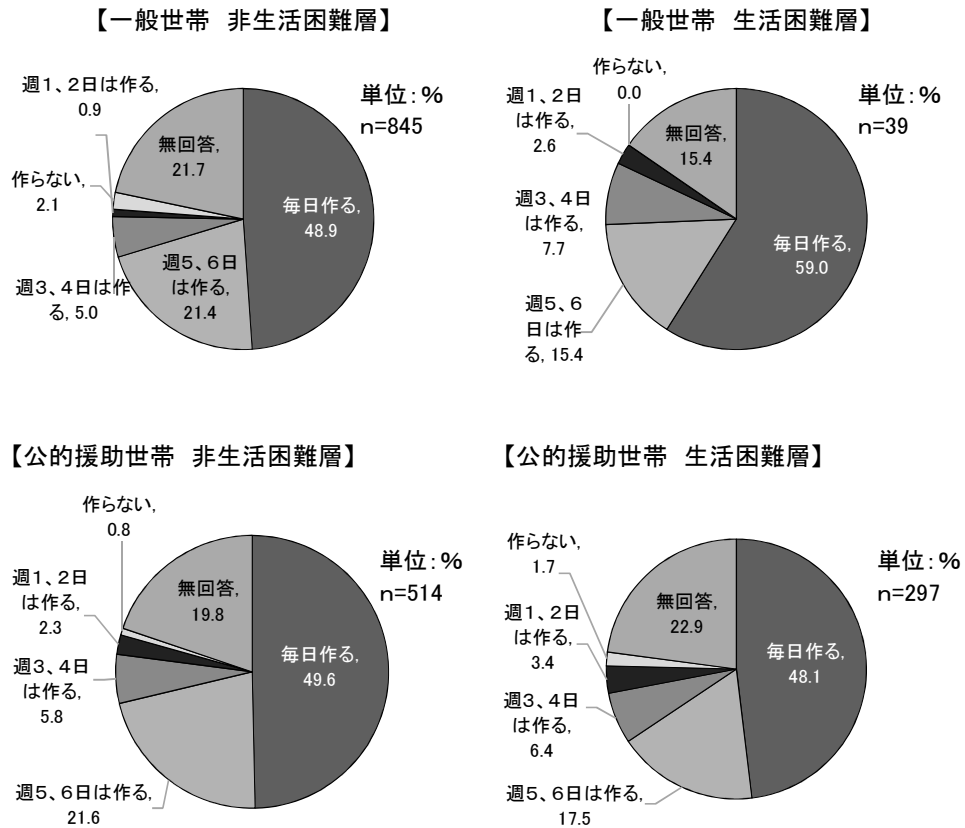 【一般世帯 非生活困難層】
単位：％
n=845
毎日作る,
48.9
週5、6日
は作る,
21.4
週3、4日は作
る, 5.0
作らない,
2.1
週1、2日は作る,
0.9
無回答,
21.7
【一般世帯 生活困難層】
単位：％
n=39
毎日作る,
59.0
週5、6
日は作
る, 15.4
週3、4日
は作る,
7.7
週1、2日
は作る,
2.6
作らない,
0.0
無回答,
15.4
【公的援助世帯 非生活困難層】
単位：％
n=514
毎日作る,
49.6
週5、6日は作る,
21.6
週3、4日
は作る,
5.8
週1、2日
は作る,
2.3
作らない,
0.8
無回答,
19.8
【公的援助世帯 生活困難層】
単位：％
n=297
毎日作る,
48.1
週5、6日は作る,
17.5
週3、4日
は作る,
6.4
週1、2日
は作る,
3.4
作らない,
1.7
無回答,
22.9